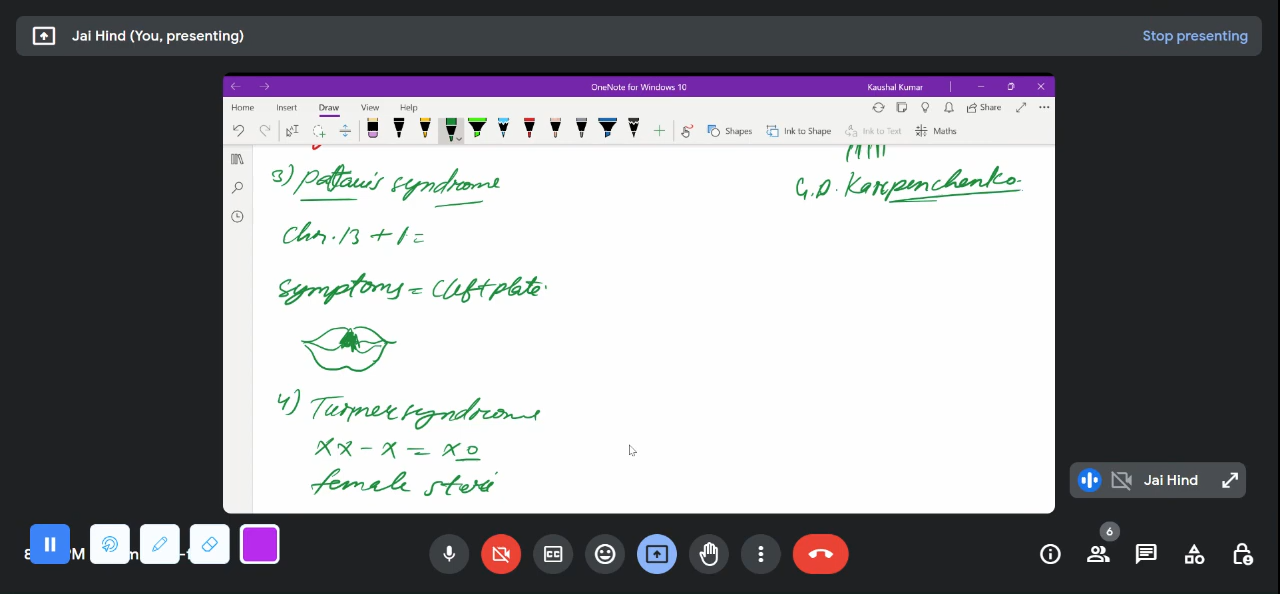 Jai Hind (You, presenting)
Stop presenting
OneNote for Windows 10
Kaushal Kumar
Home Insert Draw View Help
Share
Shapes Ink to Shape Ink to Text Maths
3) Pattau's syndrome
G.D. Karpenchenko.
Chr. 13 + 1 =
Symptoms = Cleft plate.
4) Turner syndrome
XX - X = XO
female steri
Jai Hind
6